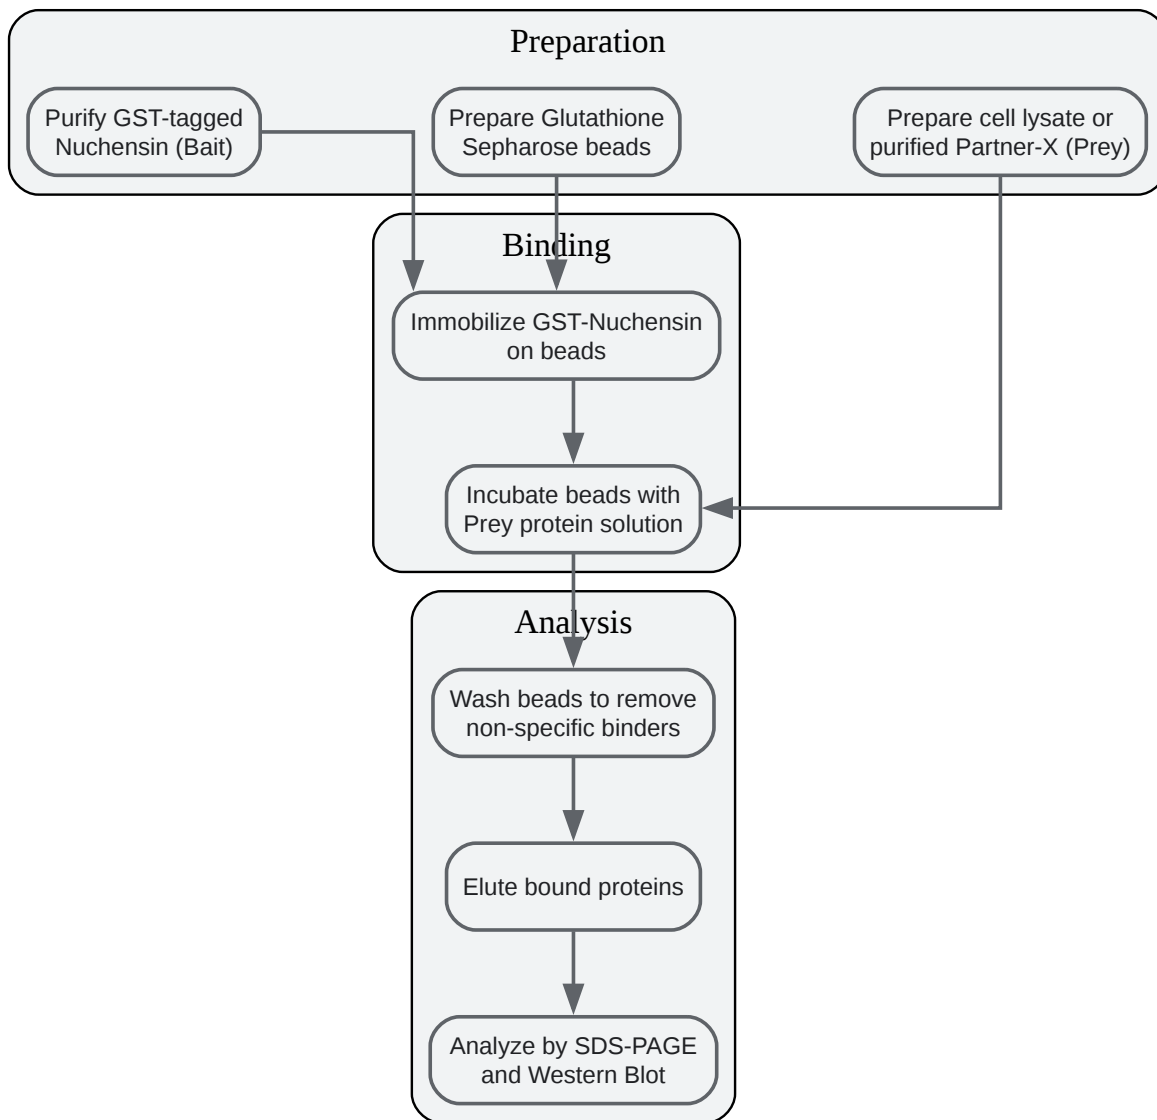 Preparation
Purify GST-tagged
Nuchensin (Bait)
Prepare Glutathione
Sepharose beads
Prepare cell lysate or
purified Partner-X (Prey)
Binding
Immobilize GST-Nuchensin
on beads
Incubate beads with
Prey protein solution
Analysis
Wash beads to remove
non-specific binders
Elute bound proteins
Analyze by SDS-PAGE
and Western Blot